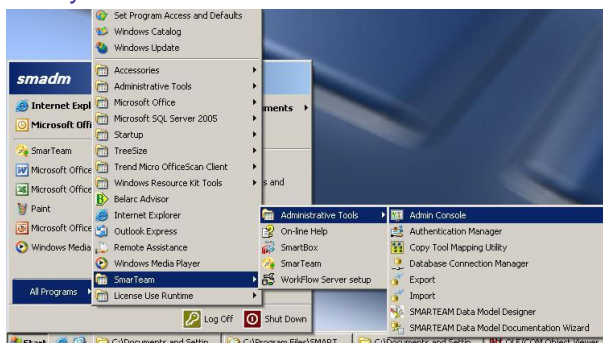 Set Program Access and Defaults
Windows Catalog
Windows Update
smadm
Internet Expl
Microsoft Offi
SmarTeam
Microsoft Office
Microsoft Office
Paint
Microsoft Office
Windows Media
All Programs
Accessories
Administrative Tools
Microsoft Office
Microsoft SQL Server 2005
Startup
TreeSize
Trend Micro OfficeScan Client
Windows Resource Kit Tools
Belarc Advisor
Internet Explorer
Outlook Express
Remote Assistance
Windows Media Player
SmarTeam
License Use Runtime
ments
s and
Administrative Tools
On-line Help
SmartBox
SmarTeam
WorkFlow Server setup
Admin Console
Authentication Manager
Copy Tool Mapping Utility
Database Connection Manager
Export
Import
SMARTEAM Data Model Designer
SMARTEAM Data Model Documentation Wizard
Log Off
Shut Down
Start
C:\Documents and Settin
C:\Program Files\SMART
C:\Documents and Settin
OLE/COM Object Viewer